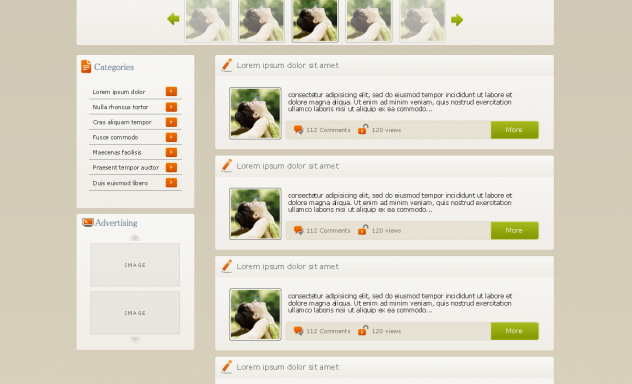 Categories
Lorem ipsum dolor
Nulla rhoncus tortor
Cras aliquam tempor
Fusce commodo
Maecenas facilisis
Praesent tempor auctor
Duis euismod libero
Advertising
IMAGE
IMAGE
Lorem ipsum dolor sit amet
consectetur adipisicing elit, sed do eiusmod tempor incididunt ut labore et
dolore magna aliqua. Ut enim ad minim veniam, quis nostrud exercitation
ullamco laboris nisi ut aliquip ex ea commodo...
112 Comments 120 views More
Lorem ipsum dolor sit amet
consectetur adipisicing elit, sed do eiusmod tempor incididunt ut labore et
dolore magna aliqua. Ut enim ad minim veniam, quis nostrud exercitation
ullamco laboris nisi ut aliquip ex ea commodo...
112 Comments 120 views More
Lorem ipsum dolor sit amet
consectetur adipisicing elit, sed do eiusmod tempor incididunt ut labore et
dolore magna aliqua. Ut enim ad minim veniam, quis nostrud exercitation
ullamco laboris nisi ut aliquip ex ea commodo...
112 Comments 120 views More
Lorem ipsum dolor sit amet